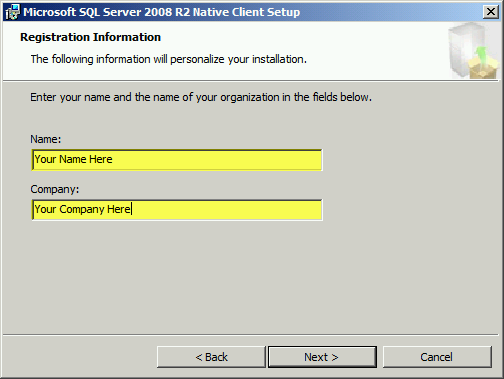 Microsoft SQL Server 2008 R2 Native Client Setup
Registration Information
The following information will personalize your installation.
Enter your name and the name of your organization in the fields below.
Name:
Your Name Here
Company:
Your Company Here
< Back
Next >
Cancel